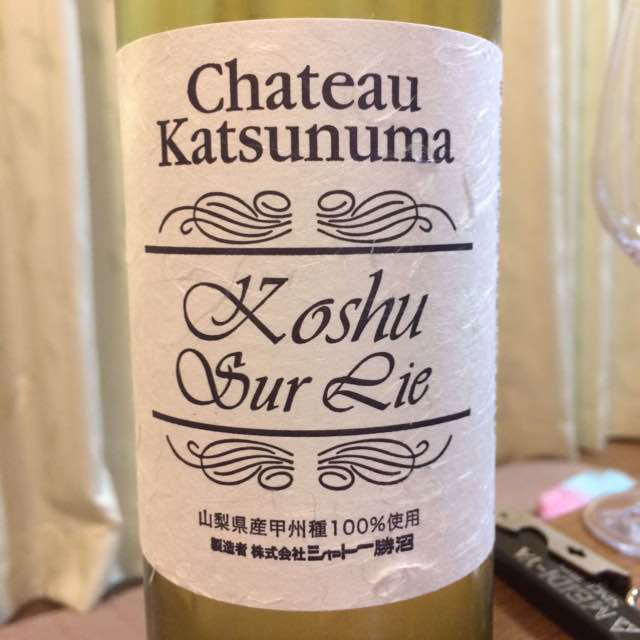 Chateau
Katsunuma
Koshu
Sur Lie
山梨県産甲州種100%使用
製造者 株式会社シャトー勝沼